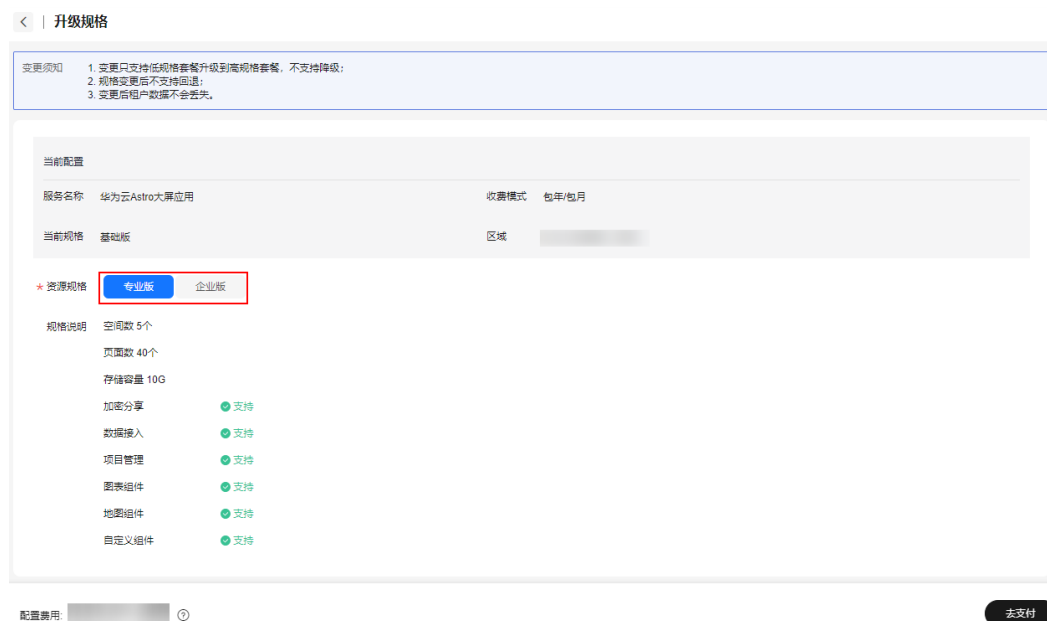 升级规格
变更须知 1. 变更只支持低规格套餐升级到高规格套餐，不支持降级；
2. 规格变更后不支持回退；
3. 变更后租户数据不会丢失。
当前配置
服务名称 华为云Astro大屏应用 收费模式 包年/包月
当前规格 基础版 区域
* 资源规格 专业版 企业版
规格说明 空间数 5个
页面数 40个
存储容量 10G
加密分享 支持
数据接入 支持
项目管理 支持
图表组件 支持
地图组件 支持
自定义组件 支持
配置费用: ? 去支付